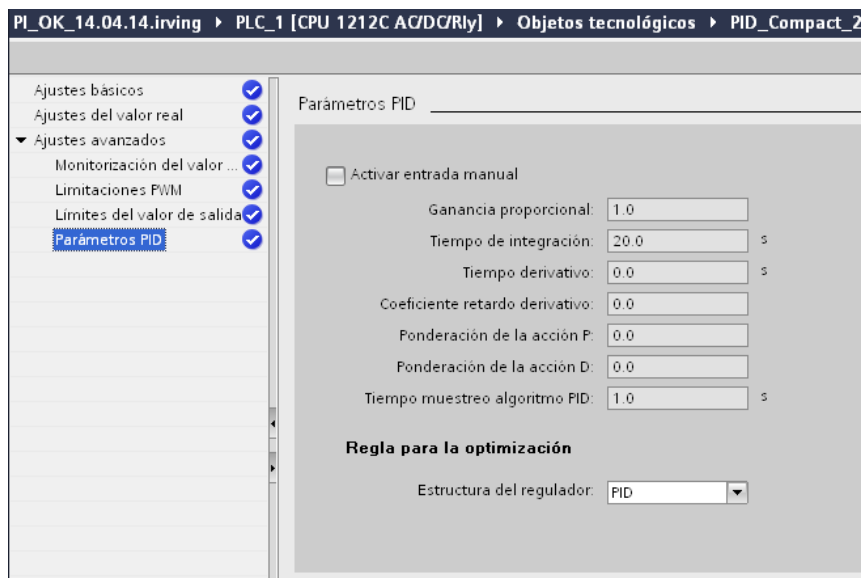 PI_OK_14.04.14.irving ▸ PLC_1 [CPU 1212C AC/DC/Rly] ▸ Objetos tecnológicos ▸ PID_Compact_2
Ajustes básicos
Ajustes del valor real
Ajustes avanzados
Monitorización del valor ...
Limitaciones PWM
Límites del valor de salida
Parámetros PID
Parámetros PID
Activar entrada manual
Ganancia proporcional: 1.0
Tiempo de integración: 20.0 s
Tiempo derivativo: 0.0 s
Coeficiente retardo derivativo: 0.0
Ponderación de la acción P: 0.0
Ponderación de la acción D: 0.0
Tiempo muestreo algoritmo PID: 1.0 s
Regla para la optimización
Estructura del regulador: PID